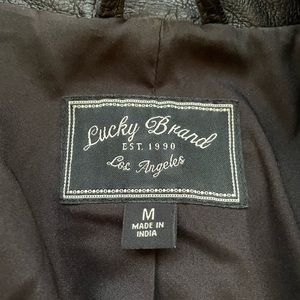 Lucky Brand
EST. 1990
Los Angeles
M
MADE IN
INDIA